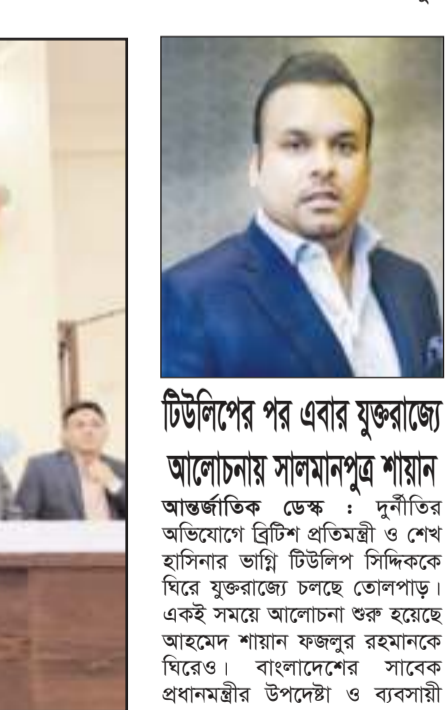 টিউলিপের পর এবার যুক্তরাজ্যে
আলোচনায় সালমানপুত্র শায়ান
আন্তর্জাতিক ডেস্ক : দুর্নীতির
অভিযোগে ব্রিটিশ প্রতিমন্ত্রী ও শেখ
হাসিনার ভাগ্নি টিউলিপ সিদ্দিককে
ঘিরে যুক্তরাজ্যে চলছে তোলপাড়।
একই সময়ে আলোচনা শুরু হয়েছে
আহমেদ শায়ান ফজলুর রহমানকে
ঘিরেও। বাংলাদেশের সাবেক
প্রধানমন্ত্রীর উপদেষ্টা ও ব্যবসায়ী